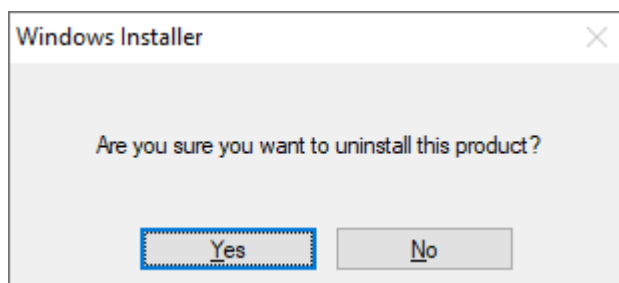 Windows Installer
Are you sure you want to uninstall this product?
Yes No